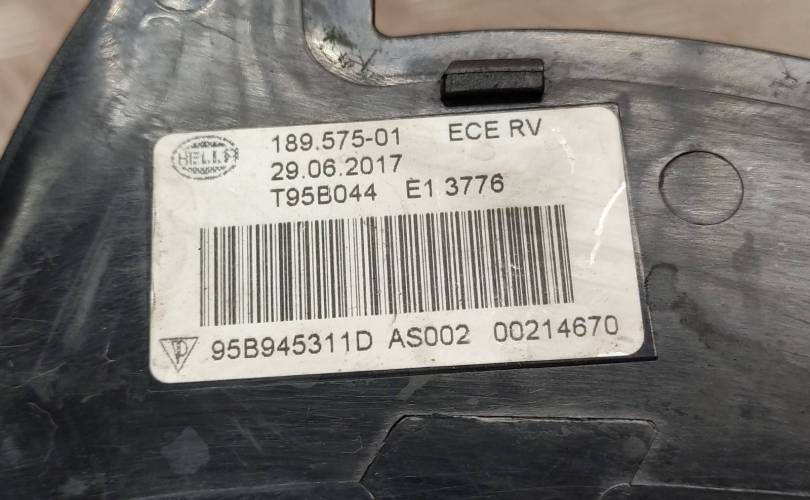 HELLA
189.575-01 ECE RV
29.06.2017
T95B044 E1 3776
95B945311D AS002 00214670